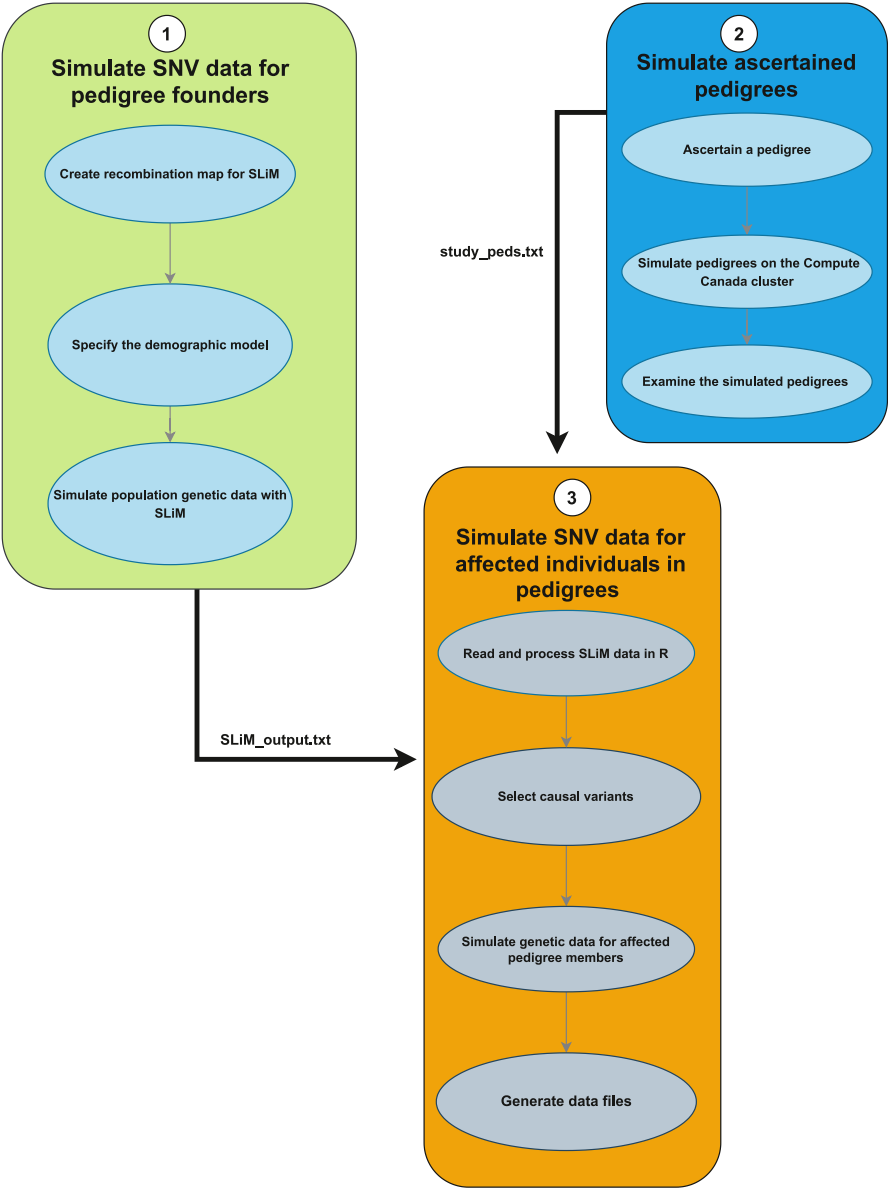 1
Simulate SNV data for
pedigree founders
Create recombination map for SLiM
Specify the demographic model
Simulate population genetic data with
SLiM
2
Simulate ascertained
pedigrees
Ascertain a pedigree
Simulate pedigrees on the Compute
Canada cluster
Examine the simulated pedigrees
study_peds.txt
SLiM_output.txt
3
Simulate SNV data for
affected individuals in
pedigrees
Read and process SLiM data in R
Select causal variants
Simulate genetic data for affected
pedigree members
Generate data files